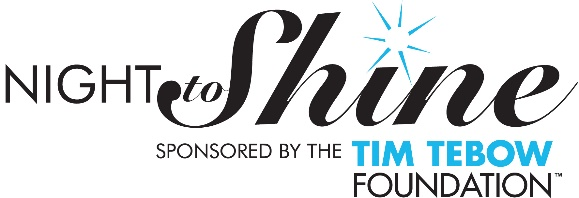 NIGHT to Shine
SPONSORED BY THE TIM TEBOW
FOUNDATION™